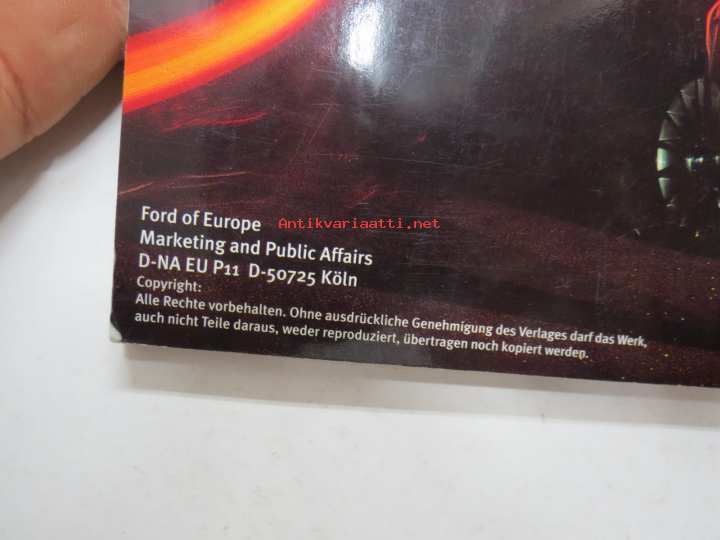 Ford of Europe
Antikvariaatti.net
Marketing and Public Affairs
D-NA EU P11 D-50725 Köln
Copyright:
Alle Rechte vorbehalten. Ohne ausdrückliche Genehmigung des Verlages darf das Werk,
auch nicht Teile daraus, weder reproduziert, übertragen noch kopiert werden.